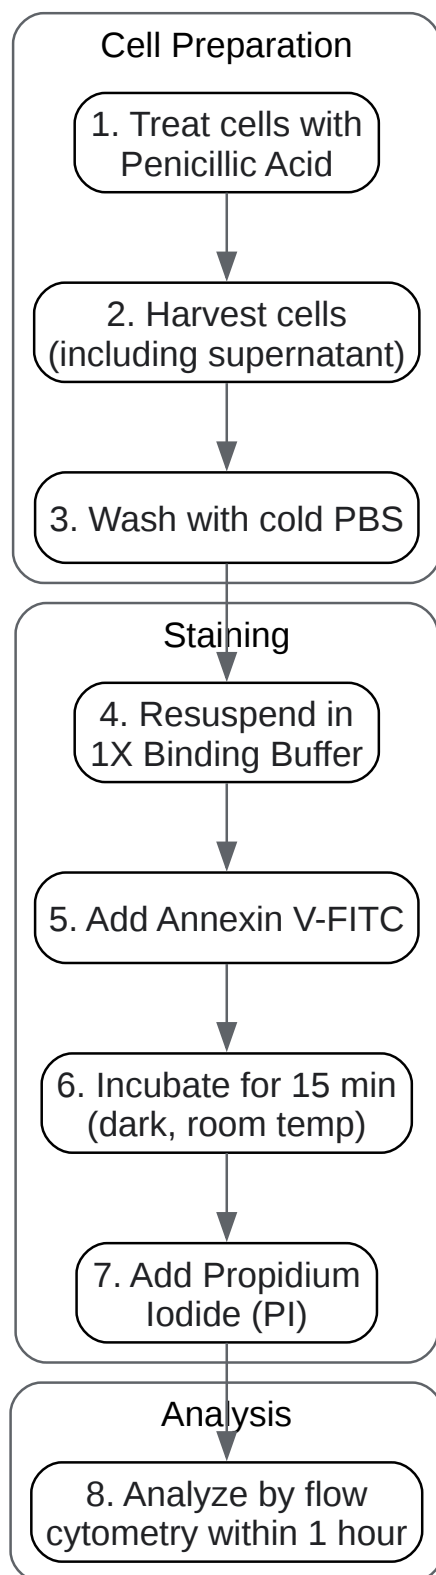 Cell Preparation
1. Treat cells with
Penicillic Acid
2. Harvest cells
(including supernatant)
3. Wash with cold PBS
Staining
4. Resuspend in
1X Binding Buffer
5. Add Annexin V-FITC
6. Incubate for 15 min
(dark, room temp)
7. Add Propidium
Iodide (PI)
Analysis
8. Analyze by flow
cytometry within 1 hour